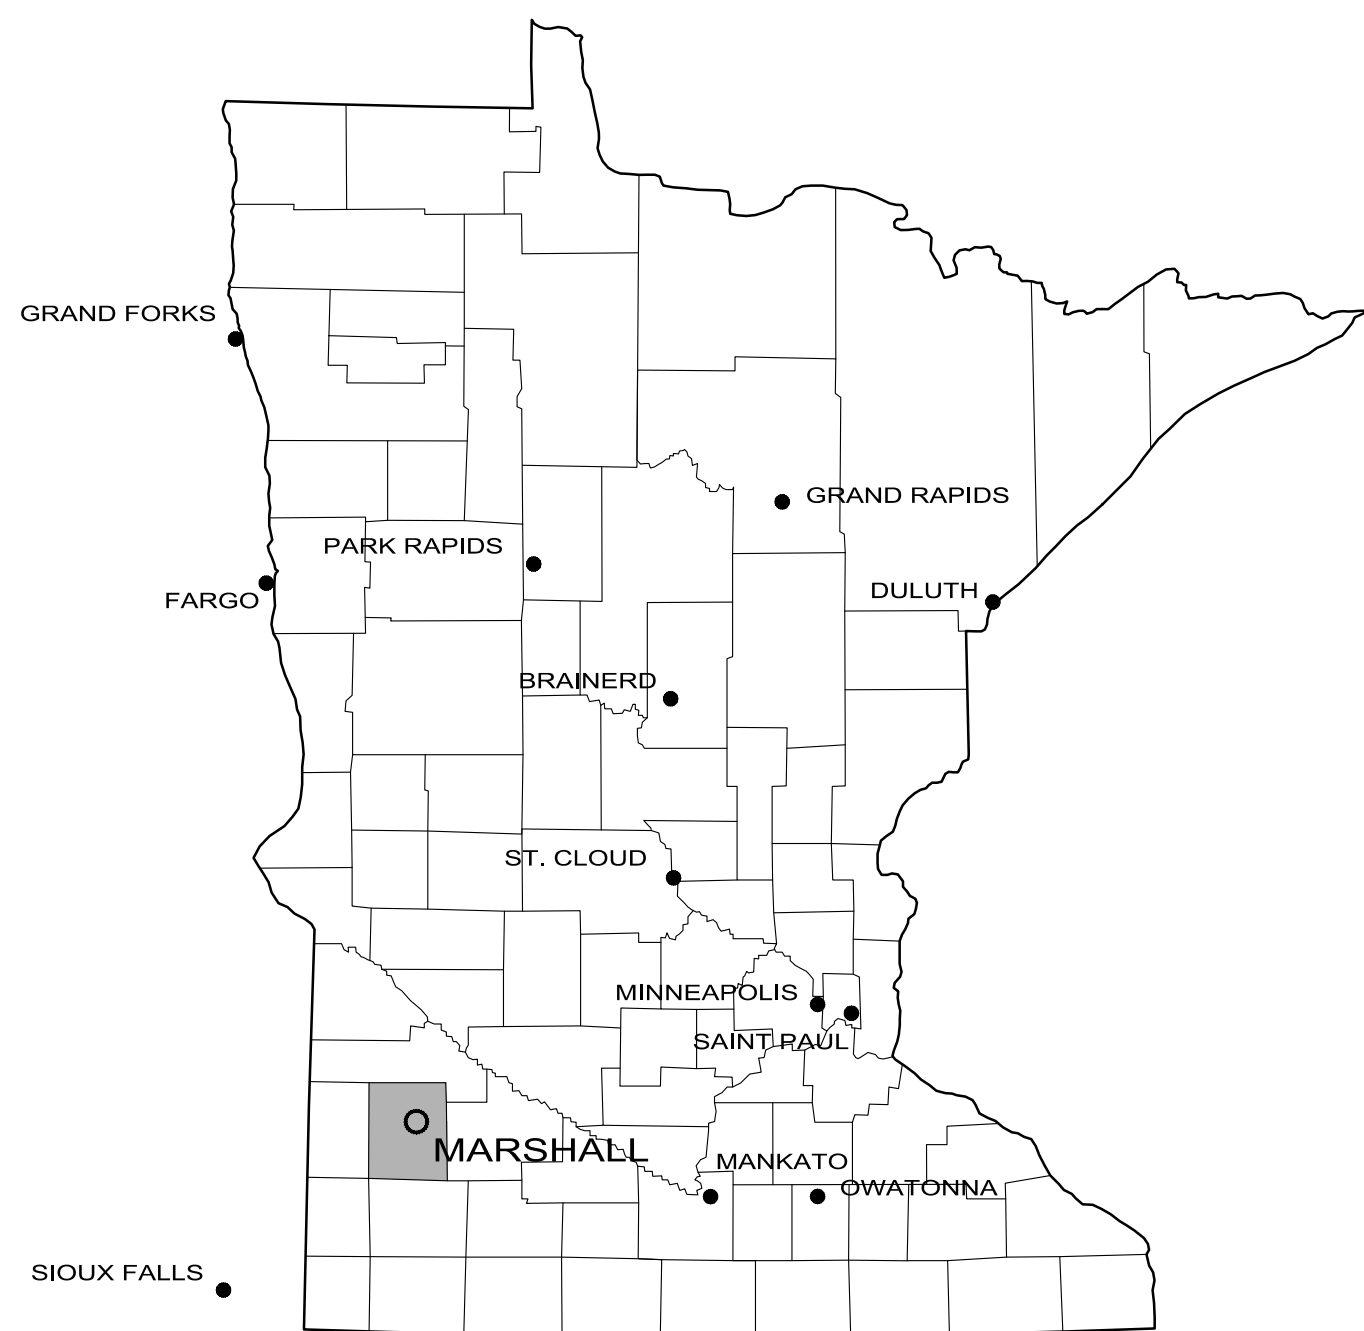 GRAND FORKS
GRAND RAPIDS
PARK RAPIDS
DULUTH
FARGO
BRAINERD
ST. CLOUD
MINNEAPOLIS
SAINT PAUL
MARSHALL
MANKATO
OWATONNA
SIOUX FALLS